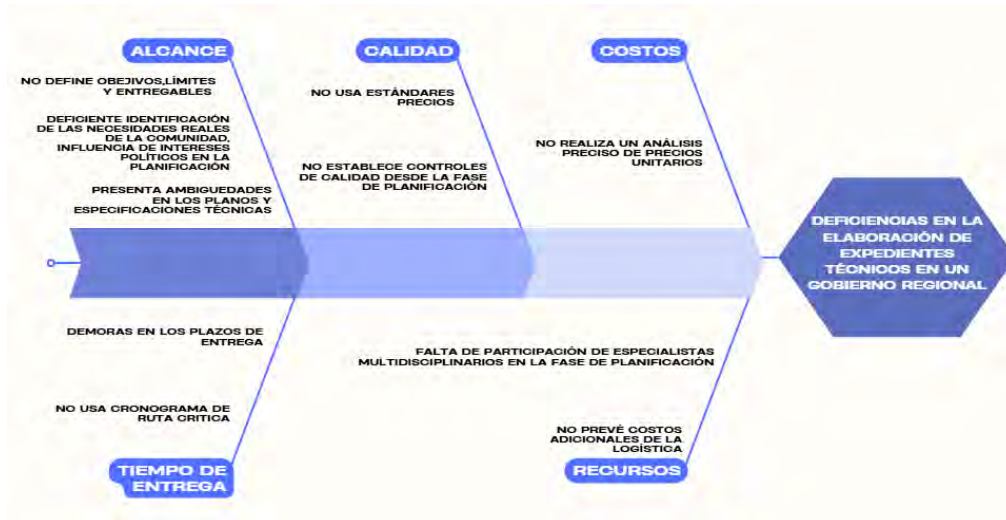 ALCANCE
NO DEFINE OBEJIVOS,LÍMITES
Y ENTREGABLES
DEFICIENTE IDENTIFICACIÓN
DE LAS NECESIDADES REALES
DE LA COMUNIDAD,
INFLUENCIA DE INTERESES
POLÍTICOS EN LA
PLANIFICACIÓN
PRESENTA AMBIGUEDADES
EN LOS PLANOS Y
ESPECIFICACIONES TÉCNICAS
CALIDAD
NO USA ESTÁNDARES
PRECIOS
NO ESTABLECE CONTROLES
DE CALIDAD DESDE LA FASE
DE PLANIFICACIÓN
COSTOS
NO REALIZA UN ANÁLISIS
PRECISO DE PRECIOS
UNITARIOS
DEFICIENCIAS EN LA
ELABORACIÓN DE
EXPEDIENTES
TÉCNICOS EN UN
GOBIERNO REGIONAL
DEMORAS EN LOS PLAZOS DE
ENTREGA
NO USA CRONOGRAMA DE
RUTA CRITICA
TIEMPO DE
ENTREGA
FALTA DE PARTICIPACIÓN DE ESPECIALISTAS
MULTIDISCIPLINARIOS EN LA FASE DE PLANIFICACIÓN
NO PREVÉ COSTOS
ADICIONALES DE LA
LOGÍSTICA
RECURSOS